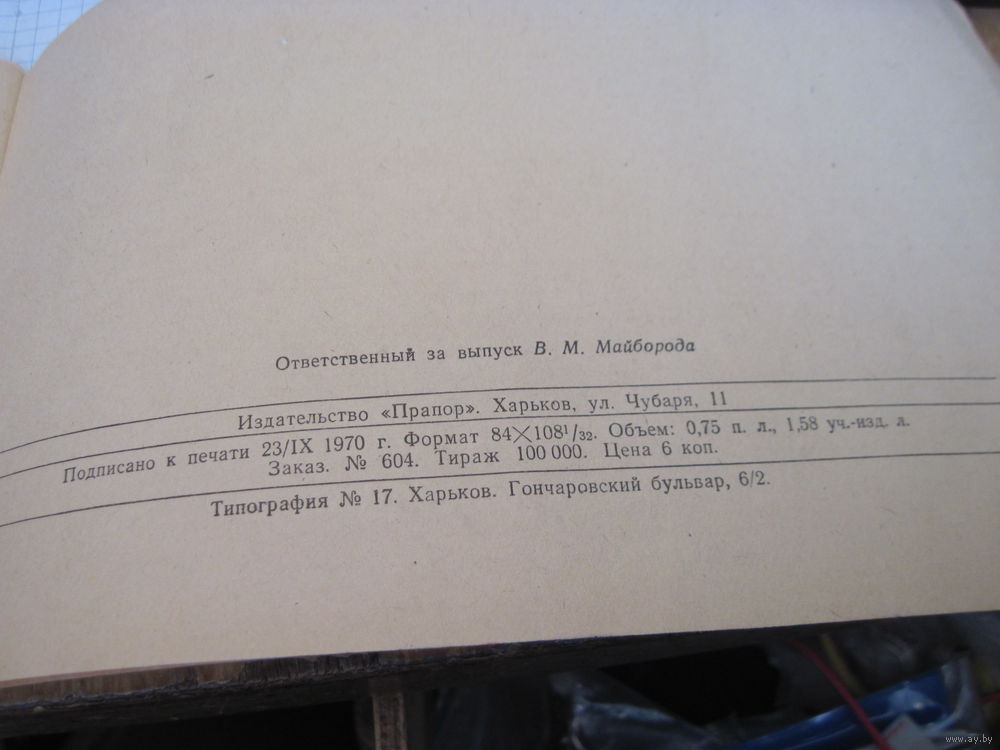 Ответственный за выпуск В. М. Майборода
Издательство «Прапор». Харьков, ул. Чубаря, 11
Подписано к печати 23/IX 1970 г. Формат 84×108¹/₃₂. Объем: 0,75 п. л., 1,58 уч.-изд. л.
Заказ. № 604. Тираж 100 000. Цена 6 коп.
Типография № 17. Харьков. Гончаровский бульвар, 6/2.
www.ay.by